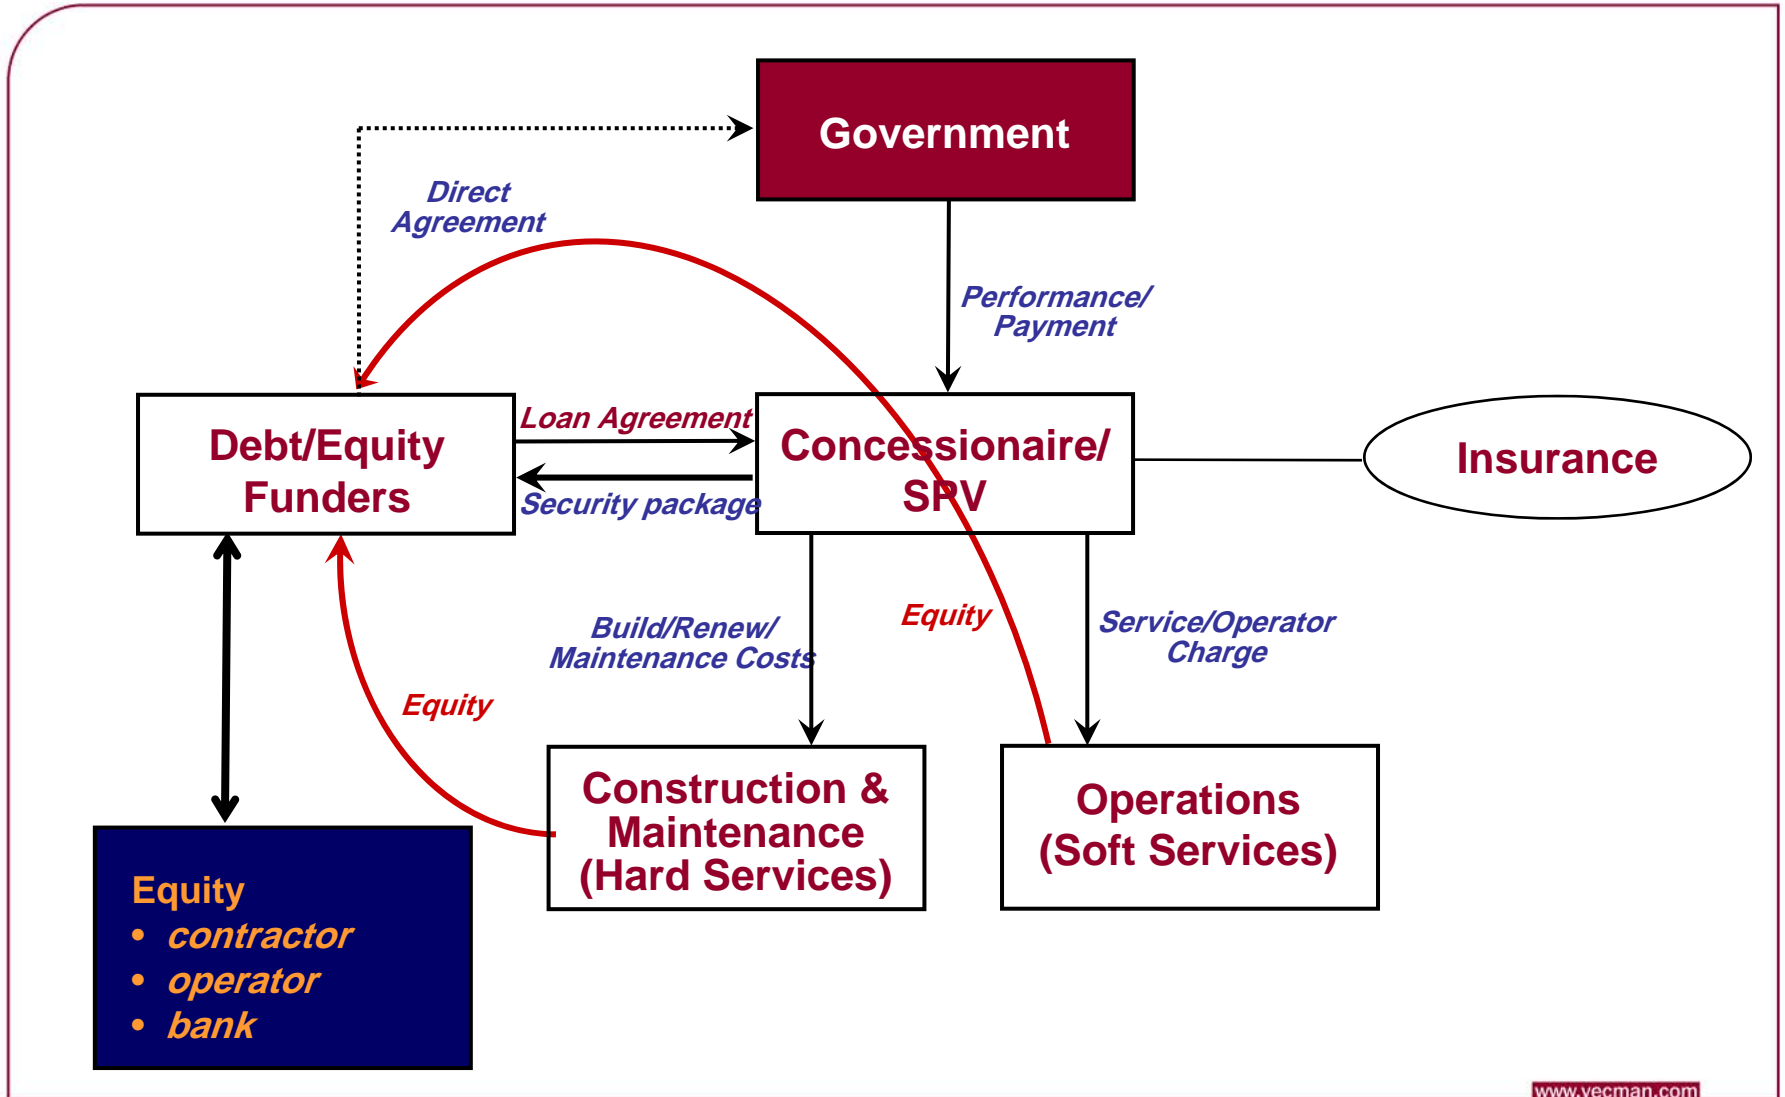 Government
Direct
Agreement
Performance/
Payment
Debt/Equity
Funders
Loan Agreement
Security package
Concessionaire/
SPV
Insurance
Build/Renew/
Maintenance Costs
Equity
Service/Operator
Charge
Equity
Construction &
Maintenance
(Hard Services)
Operations
(Soft Services)
Equity
• contractor
• operator
• bank
www.vecman.com